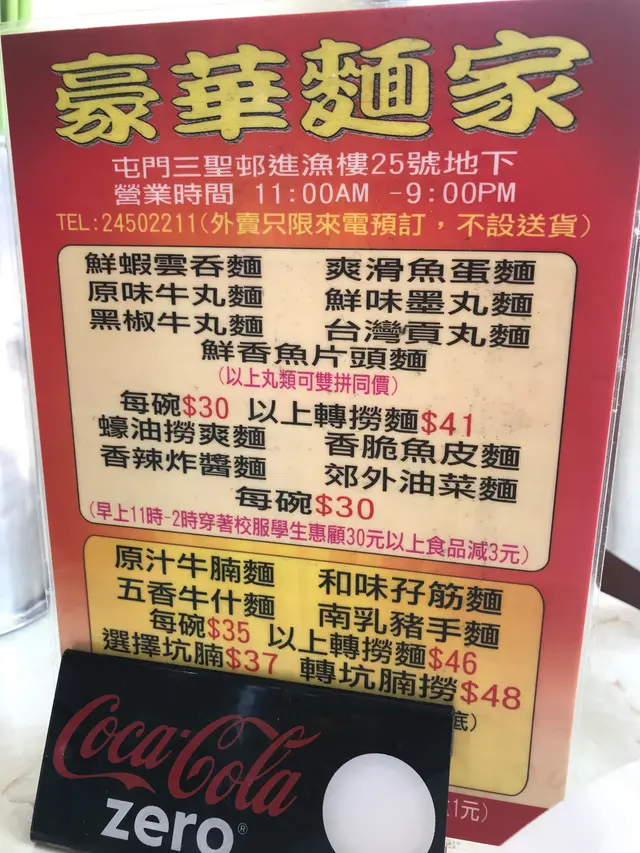 豪華麵家
屯門三聖邨進漁樓25號地下
營業時間 11:00AM -9:00PM
TEL:24502211(外賣只限來電預訂，不設送貨)
鮮蝦雲吞麵 爽滑魚蛋麵
原味牛丸麵 鮮味墨丸麵
黑椒牛丸麵 台灣貢丸麵
鮮香魚片頭麵
(以上丸類可雙拼同價)
每碗$30 以上轉撈麵$41
蠔油撈爽麵 香脆魚皮麵
香辣炸醬麵 郊外油菜麵
每碗$30
(早上11時-2時穿著校服學生惠顧30元以上食品減3元)
原汁牛腩麵 和味孖筋麵
五香牛什麵 南乳豬手麵
每碗$35 以上轉撈麵$46
選擇坑腩$37 轉坑腩撈$48
底)
1元)
Coca-Cola
zero®